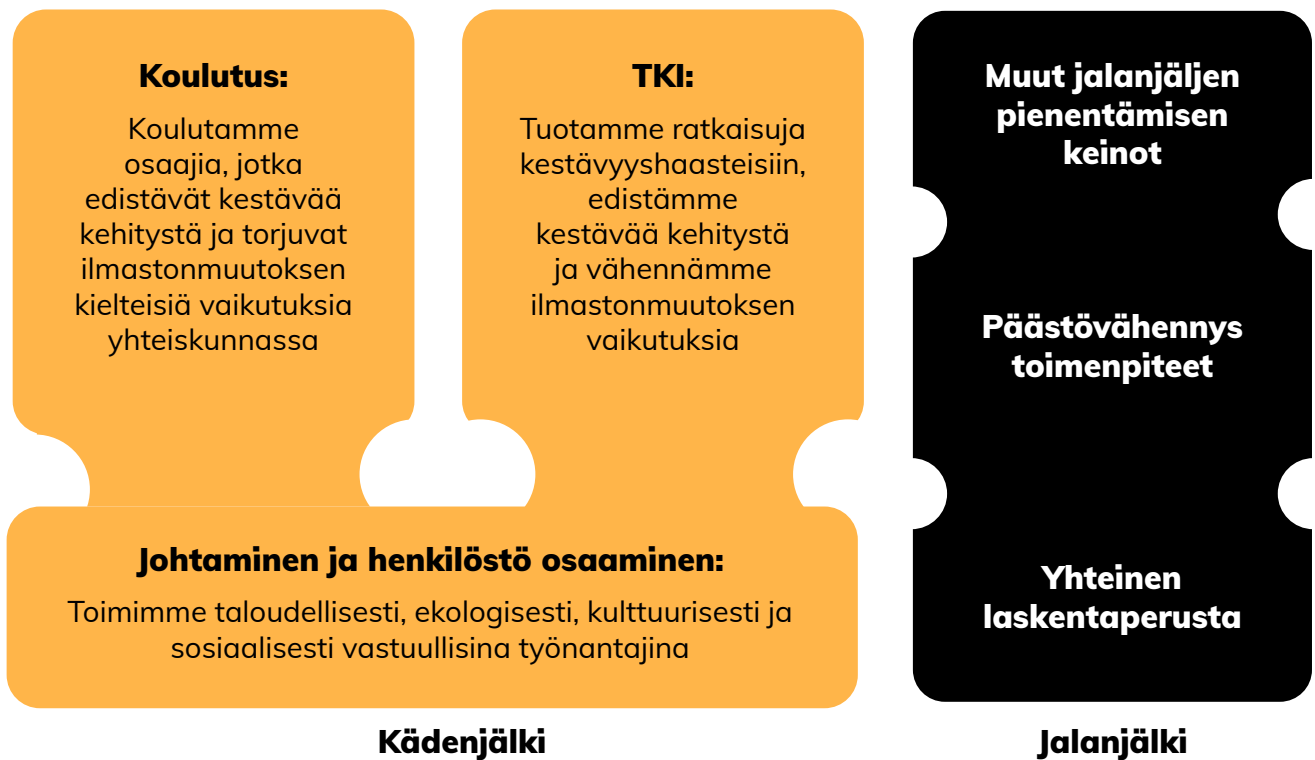 Koulutus:
Koulutamme
osaajia, jotka
edistävät kestävää
kehitystä ja torjuvat
ilmastonmuutoksen
kielteisiä vaikutuksia
yhteiskunnassa
TKI:
Tuotamme ratkaisuja
kestävyyshaasteisiin,
edistämme
kestävää kehitystä
ja vähennämme
ilmastonmuutoksen
vaikutuksia
Johtaminen ja henkilöstö osaaminen:
Toimimme taloudellisesti, ekologisesti, kulttuurisesti ja
sosiaalisesti vastuullisina työnantajina
Kädenjälki
Muut jalanjäljen
pienentämisen
keinot
Päästövähennys
toimenpiteet
Yhteinen
laskentaperusta
Jalanjälki